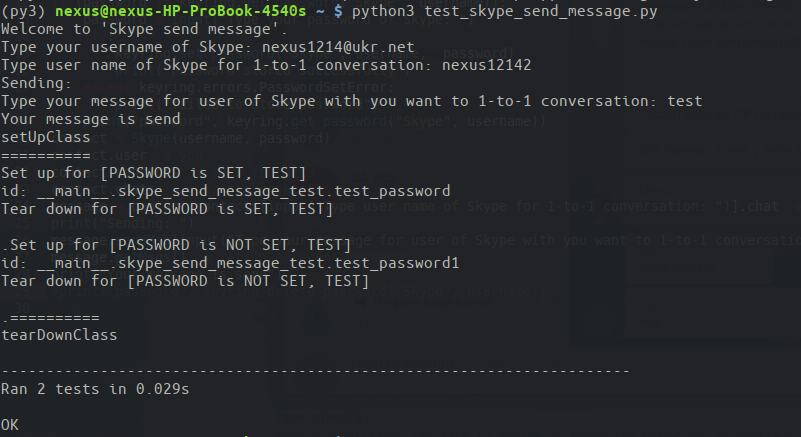 (py3) nexus@nexus-HP-ProBook-4540s ~ $ python3 test_skype_send_message.py
Welcome to 'Skype send message'.
Type your username of Skype: nexus1214@ukr.net
Type user name of Skype for 1-to-1 conversation: nexus12142
Sending:
Type your message for user of Skype with you want to 1-to-1 conversation: test
Your message is send
setUpClass
==========
Set up for [PASSWORD is SET, TEST]
id: __main__.skype_send_message_test.test_password
Tear down for [PASSWORD is SET, TEST]
.Set up for [PASSWORD is NOT SET, TEST]
id: __main__.skype_send_message_test.test_password1
Tear down for [PASSWORD is NOT SET, TEST]
.==========
tearDownClass
----------------------------------------------------------------------
Ran 2 tests in 0.029s
OK